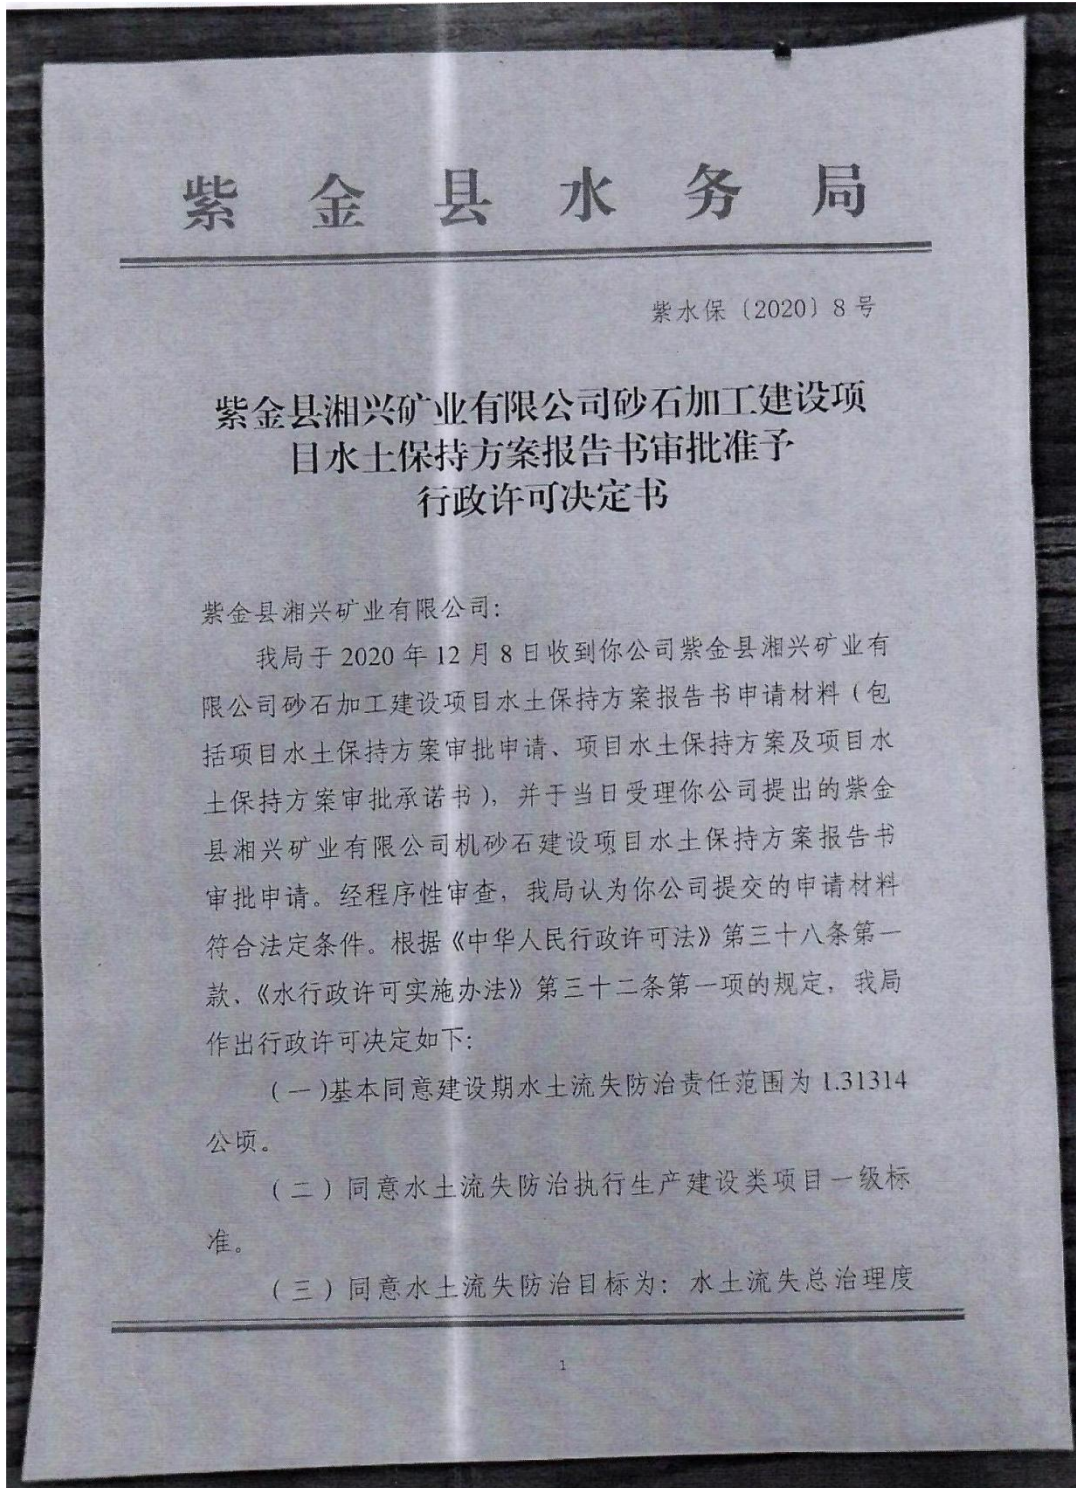 紫金县水务局
紫水保〔2020〕8号
紫金县湘兴矿业有限公司砂石加工建设项
目水土保持方案报告书审批准予
行政许可决定书
紫金县湘兴矿业有限公司：
我局于 2020 年 12 月 8 日收到你公司紫金县湘兴矿业有
限公司砂石加工建设项目水土保持方案报告书申请材料（包
括项目水土保持方案审批申请、项目水土保持方案及项目水
土保持方案审批承诺书），并于当日受理你公司提出的紫金
县湘兴矿业有限公司机砂石建设项目水土保持方案报告书
审批申请。经程序性审查，我局认为你公司提交的申请材料
符合法定条件。根据《中华人民行政许可法》第三十八条第一
款、《水行政许可实施办法》第三十二条第一项的规定，我局
作出行政许可决定如下：
（一)基本同意建设期水土流失防治责任范围为 1.31314
公顷。
（二）同意水土流失防治执行生产建设类项目一级标
准。
（三）同意水土流失防治目标为：水土流失总治理度
1